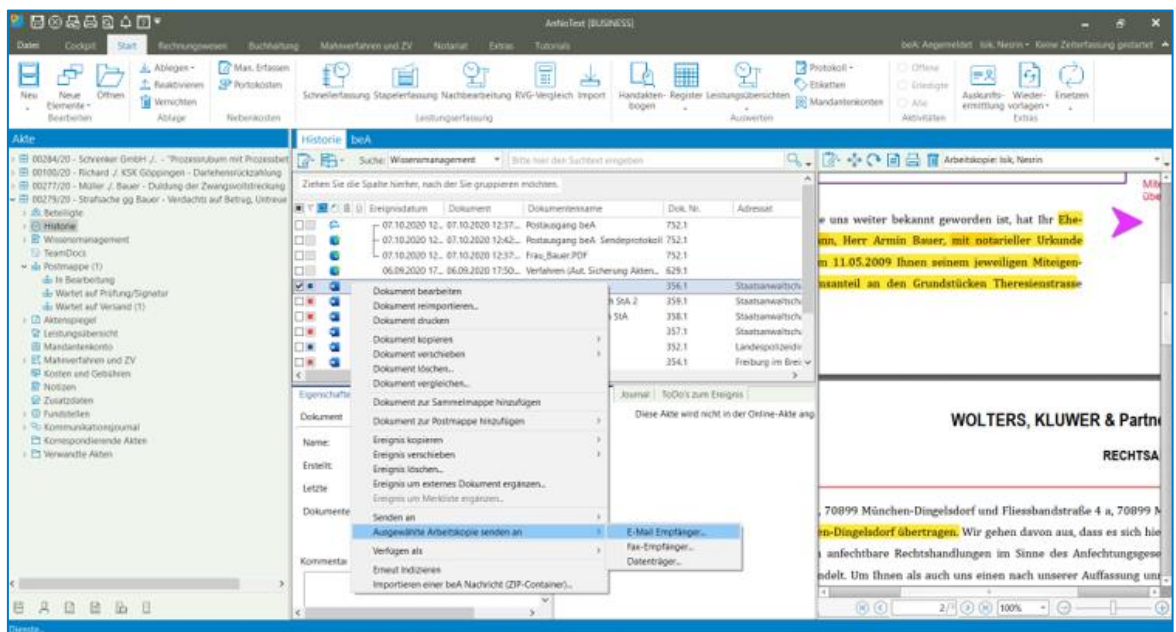 AnNoText [BUSINESS]
Datei Cockpit Start Rechnungswesen Buchhaltung Mahnverfahren und ZV Notariat Extras Tutorials beA: Angemeldet Isik, Nesrin Keine Zeiterfassung gestartet
Neu Neue Elemente Öffnen Ablegen Reaktivieren Vernichten Man. Erfassen Portokosten
Schnellerfassung Stapelerfassung Nachbearbeitung RVG-Vergleich Import Handakten-bogen Register Leistungsübersichten
Protokoll Etiketten Mandantenkonten Offene Erledigte Alle Auskunfts-ermittlung Wieder-vorlagen Ersetzen
Bearbeiten Ablage Nebenkosten Leistungserfassung Auswerten Aktivitäten Extras
Akte
00284/20 - Schrenker GmbH ./. - "Prozessrubum mit Prozessbet
00100/20 - Richard ./. KSK Göppingen - Darlehensrückzahlung
00277/20 - Müller ./. Bauer - Duldung der Zwangsvollstreckung
00279/20 - Strafsache gg Bauer - Verdachts auf Betrug, Untreue
Beteiligte
Historie
Wissensmanagement
TeamDocs
Postmappe (1)
In Bearbeitung
Wartet auf Prüfung/Signatur
Wartet auf Versand (1)
Aktenspiegel
Leistungsübersicht
Mandantenkonto
Mahnverfahren und ZV
Kosten und Gebühren
Notizen
Zusatzdaten
Fundstellen
Kommunikationsjournal
Korrespondierende Akten
Verwandte Akten
Historie beA
Suche: Wissensmanagement Bitte hier den Suchtext eingeben
Ziehen Sie die Spalte hierher, nach der Sie gruppieren möchten.
Ereignisdatum Dokument Dokumentenname Dok. Nr. Adressat
07.10.2020 12... 07.10.2020 12:37... Postausgang beA 752.1
07.10.2020 12... 07.10.2020 12:42... Postausgang beA Sendeprotokoll 752.1
07.10.2020 12... 07.10.2020 12:37... Frau_Bauer.PDF 752.1
06.09.2020 17... 06.09.2020 17:50... Verfahren (Aut. Sicherung Akten... 629.1
356.1 Staatsanwaltsch
h StA 2 359.1 Staatsanwaltsch
StA 358.1 Staatsanwaltsch
357.1 Staatsanwaltsch
352.1 Landespolizeidir
354.1 Freiburg im Brei
Dokument bearbeiten
Dokument reimportieren...
Dokument drucken
Dokument kopieren
Dokument verschieben
Dokument löschen...
Dokument vergleichen...
Dokument zur Sammelmappe hinzufügen
Dokument zur Postmappe hinzufügen
Ereignis kopieren
Ereignis verschieben
Ereignis löschen...
Ereignis um externes Dokument ergänzen...
Ereignis um Merkliste ergänzen...
Senden an
Ausgewählte Arbeitskopie senden an
Verfügen als
Erneut Indizieren
Importieren einer beA Nachricht (ZIP-Container)...
E-Mail Empfänger...
Fax-Empfänger...
Datenträger...
Eigenschafte
Journal ToDo's zum Ereignis
Dokument
Diese Akte wird nicht in der Online-Akte ang
Name:
Erstellt:
Letzte
Dokumente
Kommentar
Arbeitskopie: Isik, Nesrin
Mite
übe
e uns weiter bekannt geworden ist, hat Ihr Ehe-
nn, Herr Armin Bauer, mit notarieller Urkunde
m 11.05.2009 Ihnen seinem jeweiligen Miteigen-
nsanteil an den Grundstücken Theresienstrasse
WOLTERS, KLUWER & Partne
RECHTSA
, 70899 München-Dingelsdorf und Fliessbandstraße 4 a, 70899 M
en-Dingelsdorf übertragen. Wir gehen davon aus, dass es sich hie
anfechtbare Rechtshandlungen im Sinne des Anfechtungsgese
ndelt. Um Ihnen als auch uns einen nach unserer Auffassung unn
100%
Dienste..